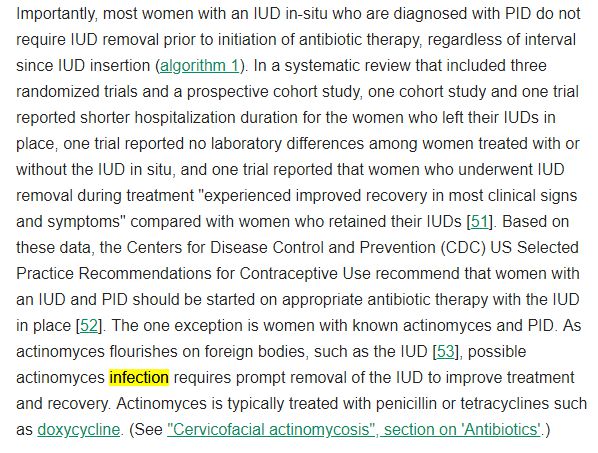 Importantly, most women with an IUD in-situ who are diagnosed with PID do not
require IUD removal prior to initiation of antibiotic therapy, regardless of interval
since IUD insertion (algorithm 1). In a systematic review that included three
randomized trials and a prospective cohort study, one cohort study and one trial
reported shorter hospitalization duration for the women who left their IUDs in
place, one trial reported no laboratory differences among women treated with or
without the IUD in situ, and one trial reported that women who underwent IUD
removal during treatment "experienced improved recovery in most clinical signs
and symptoms" compared with women who retained their IUDs [51]. Based on
these data, the Centers for Disease Control and Prevention (CDC) US Selected
Practice Recommendations for Contraceptive Use recommend that women with
an IUD and PID should be started on appropriate antibiotic therapy with the IUD
in place [52]. The one exception is women with known actinomyces and PID. As
actinomyces flourishes on foreign bodies, such as the IUD [53], possible
actinomyces infection requires prompt removal of the IUD to improve treatment
and recovery. Actinomyces is typically treated with penicillin or tetracyclines such
as doxycycline. (See "Cervicofacial actinomycosis", section on 'Antibiotics'.)